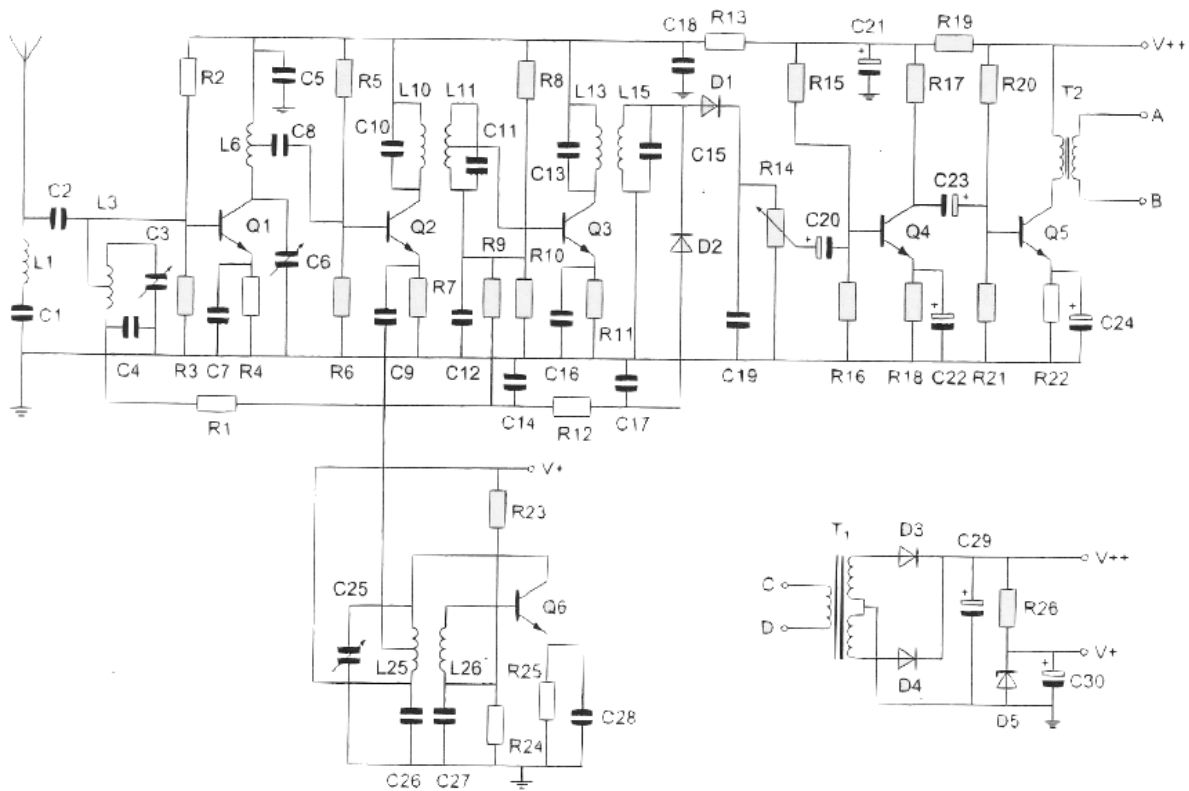 C18
R13
C21
R19
V++
R2
C5
R5
L10
L11
R8
L13
L15
D1
R15
R17
R20
T2
C8
C10
C11
L6
A
C15
C13
R14
C2
L3
C23
B
C3
Q1
Q2
Q3
C20
Q4
Q5
L1
C6
R9
R10
D2
R7
C1
R11
C24
C4
R3
C7
R4
R6
C9
C12
C16
C19
R16
R18
C22
R21
R22
R1
C14
R12
C17
V+
R23
T1
D3
C29
V++
C25
Q6
C
R26
D
L25
L26
R25
V+
D4
C30
C28
D5
R24
C26
C27